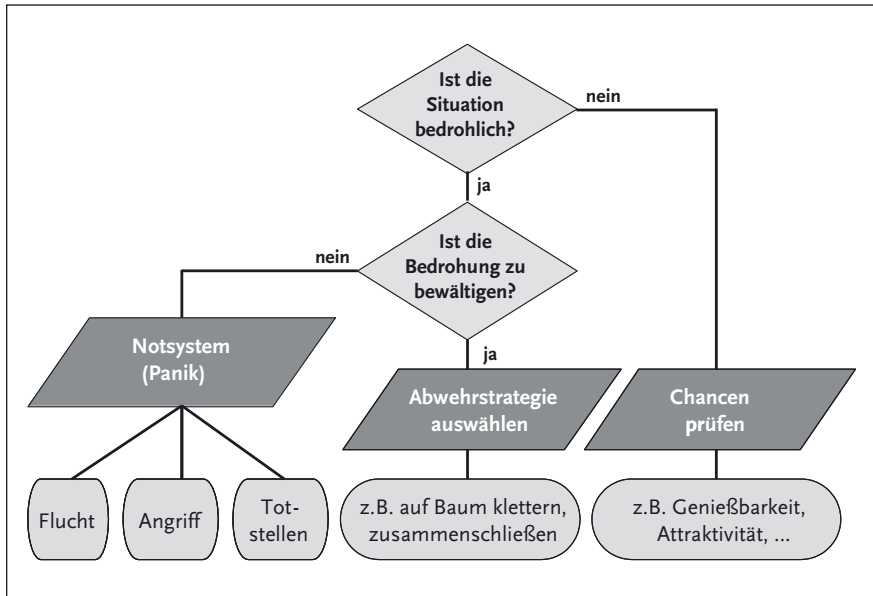 Ist die
Situation
bedrohlich?
nein
ja
Ist die
Bedrohung zu
bewältigen?
nein
ja
Notsystem
(Panik)
Abwehrstrategie
auswählen
Chancen
prüfen
Flucht
Angriff
Tot-
stellen
z.B. auf Baum klettern,
zusammenschließen
z.B. Genießbarkeit,
Attraktivität, ...